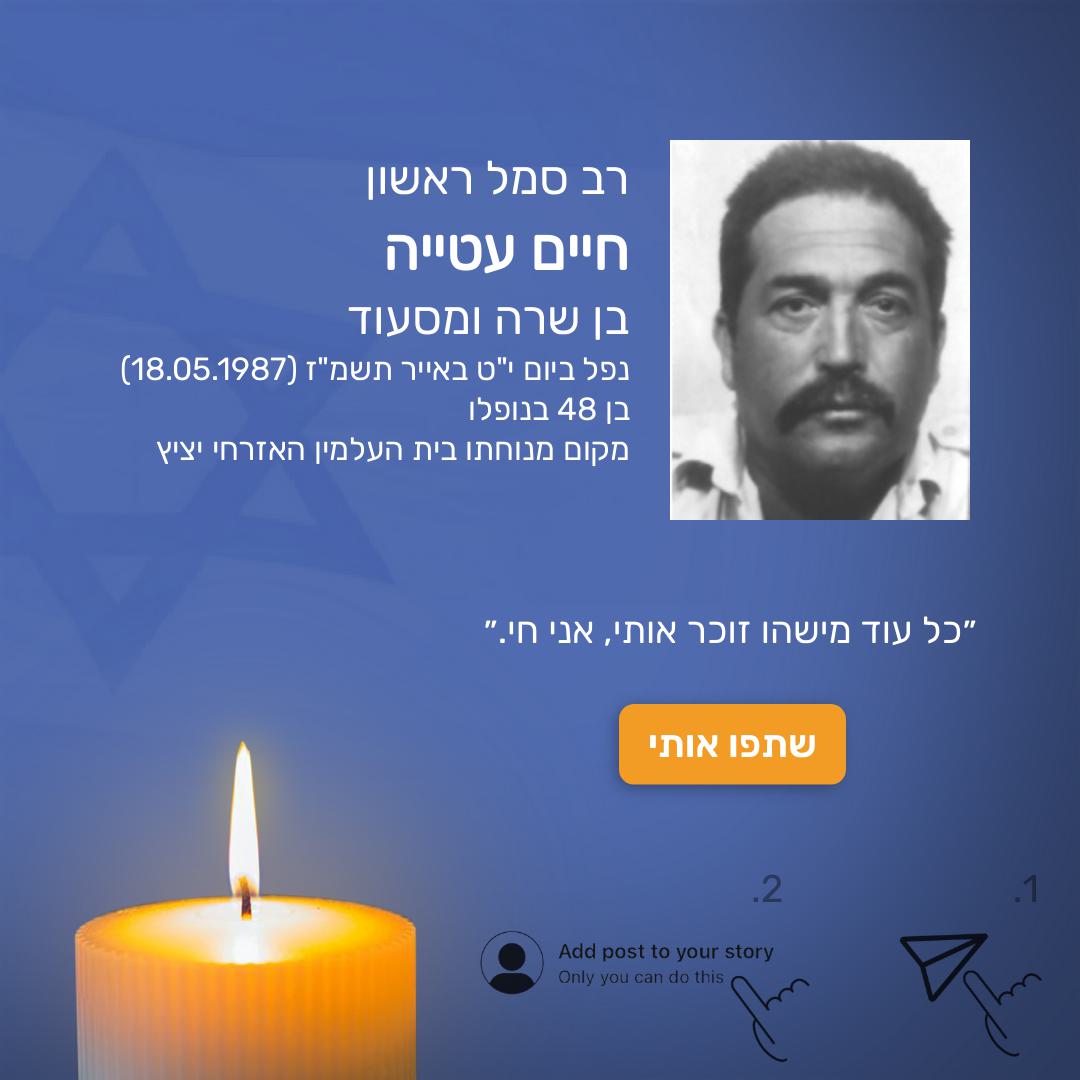 רב סמל ראשון
חיים עטייה
בן שרה ומסעוד
נפל ביום י"ט באייר תשמ"ז (18.05.1987)
בן 48 בנופלו
מקום מנוחתו בית העלמין האזרחי יציץ
״כל עוד מישהו זוכר אותי, אני חי.״
שתפו אותי
1.
2.
Add post to your story
Only you can do this